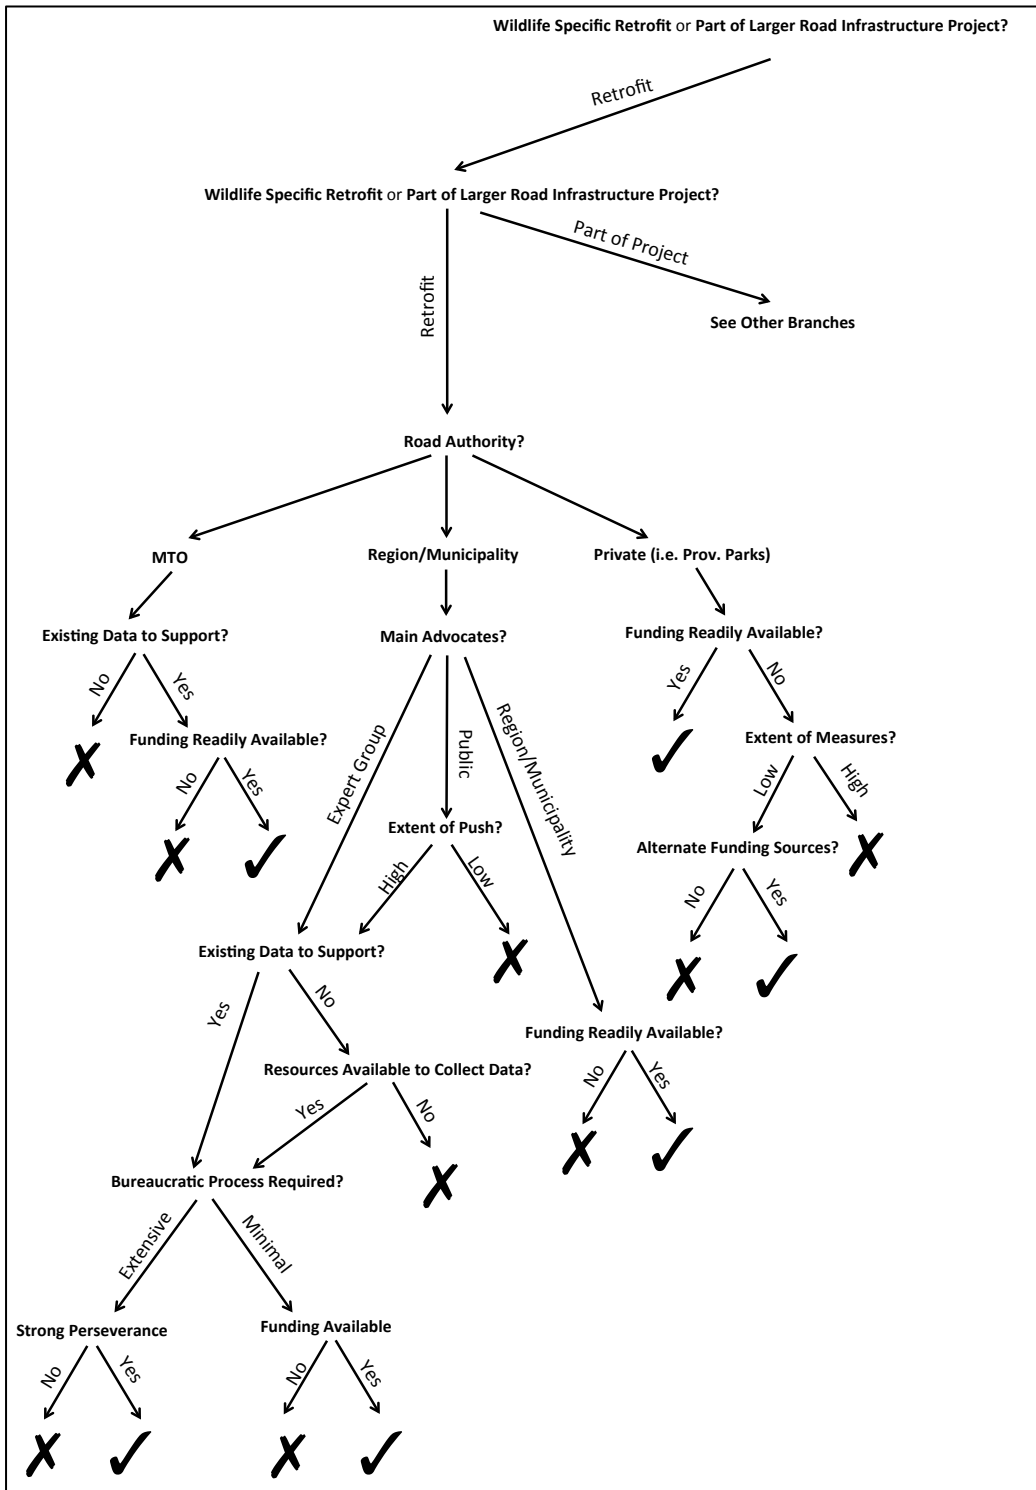 Wildlife Specific Retrofit or Part of Larger Road Infrastructure Project?
Retrofit
Wildlife Specific Retrofit or Part of Larger Road Infrastructure Project?
Part of Project
Retrofit
See Other Branches
Road Authority?
MTO
Region/Municipality
Private (i.e. Prov. Parks)
Existing Data to Support?
Main Advocates?
Funding Readily Available?
No
Yes
Yes
No
Funding Readily Available?
Expert Group
Public
Region/Municipality
Extent of Measures?
No
Yes
Low
High
Extent of Push?
Alternate Funding Sources?
High
Low
No
Yes
Existing Data to Support?
Yes
No
Funding Readily Available?
Resources Available to Collect Data?
No
Yes
Yes
No
Bureaucratic Process Required?
Extensive
Minimal
Strong Perseverance
Funding Available
No
Yes
No
Yes